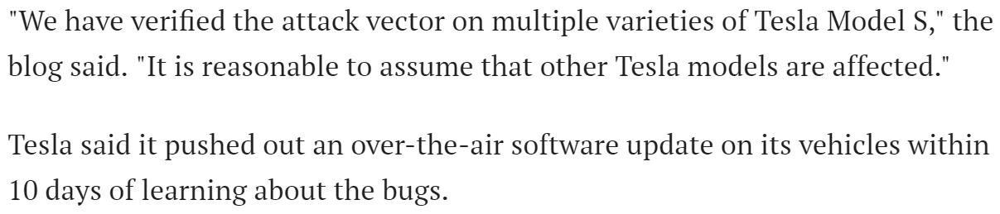 "We have verified the attack vector on multiple varieties of Tesla Model S," the
blog said. "It is reasonable to assume that other Tesla models are affected."
Tesla said it pushed out an over-the-air software update on its vehicles within
10 days of learning about the bugs.